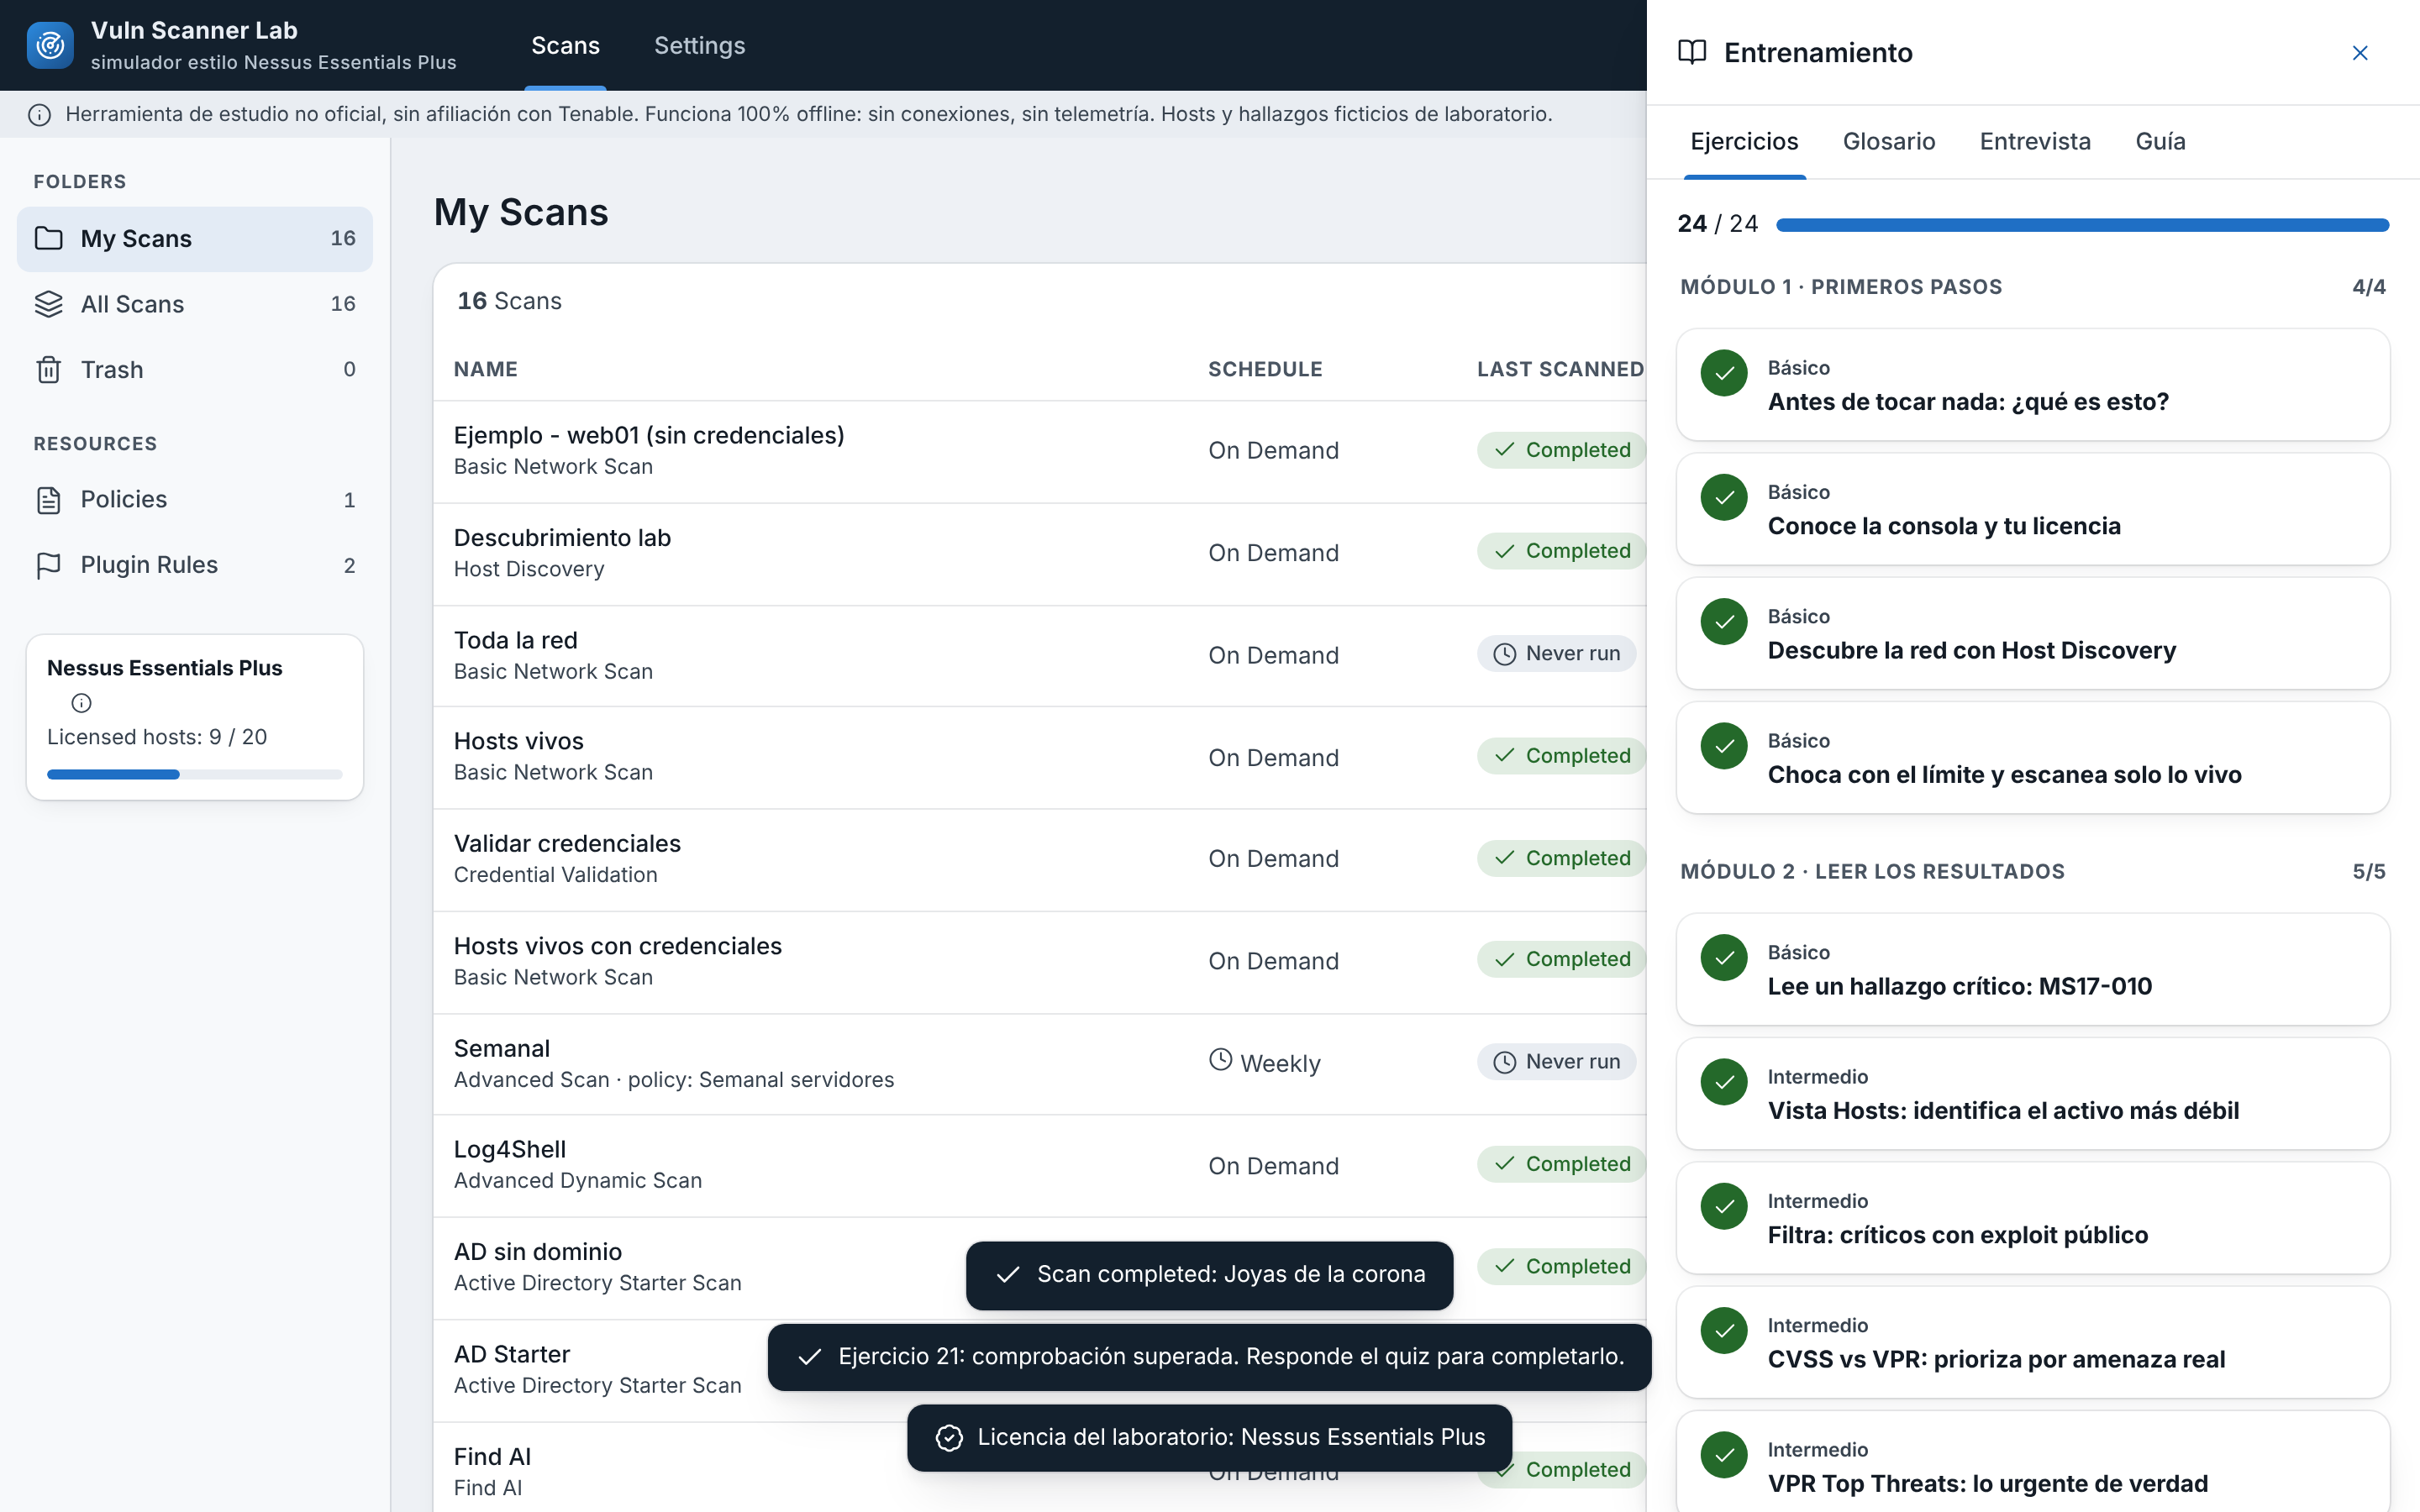 Vuln Scanner Lab
simulador estilo Nessus Essentials Plus
Scans
Settings
Herramienta de estudio no oficial, sin afiliación con Tenable. Funciona 100% offline: sin conexiones, sin telemetría. Hosts y hallazgos ficticios de laboratorio.
FOLDERS
My Scans 16
All Scans 16
Trash 0
RESOURCES
Policies 1
Plugin Rules 2
Nessus Essentials Plus
Licensed hosts: 9 / 20
My Scans
16 Scans
NAME SCHEDULE LAST SCANNED
Ejemplo - web01 (sin credenciales)
Basic Network Scan
On Demand
Completed
Descubrimiento lab
Host Discovery
On Demand
Completed
Toda la red
Basic Network Scan
On Demand
Never run
Hosts vivos
Basic Network Scan
On Demand
Completed
Validar credenciales
Credential Validation
On Demand
Completed
Hosts vivos con credenciales
Basic Network Scan
On Demand
Completed
Semanal
Advanced Scan · policy: Semanal servidores
Weekly
Never run
Log4Shell
Advanced Dynamic Scan
On Demand
Completed
AD sin dominio
Active Directory Starter Scan
Completed
AD Starter
Active Directory Starter Scan
Find AI
Find AI
On Demand
Completed
Scan completed: Joyas de la corona
Ejercicio 21: comprobación superada. Responde el quiz para completarlo.
Licencia del laboratorio: Nessus Essentials Plus
Entrenamiento
Ejercicios
Glosario
Entrevista
Guía
24 / 24
MÓDULO 1 · PRIMEROS PASOS 4/4
Básico
Antes de tocar nada: ¿qué es esto?
Básico
Conoce la consola y tu licencia
Básico
Descubre la red con Host Discovery
Básico
Choca con el límite y escanea solo lo vivo
MÓDULO 2 · LEER LOS RESULTADOS 5/5
Básico
Lee un hallazgo crítico: MS17-010
Intermedio
Vista Hosts: identifica el activo más débil
Intermedio
Filtra: críticos con exploit público
Intermedio
CVSS vs VPR: prioriza por amenaza real
Intermedio
VPR Top Threats: lo urgente de verdad